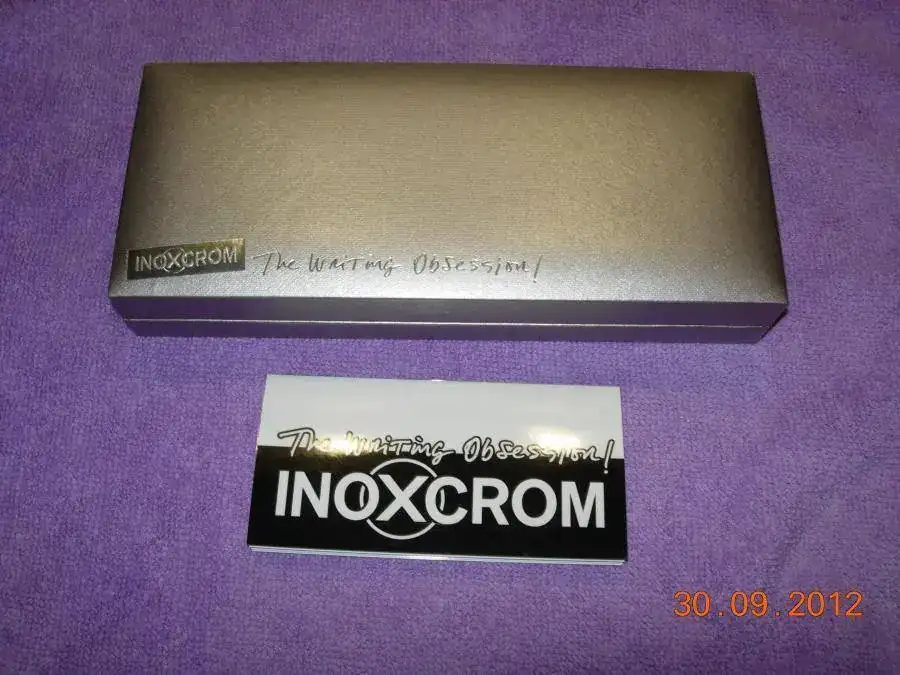 INOXCROM The Writing Obsession!
The Writing Obsession!
INOXCROM
30.09.2012